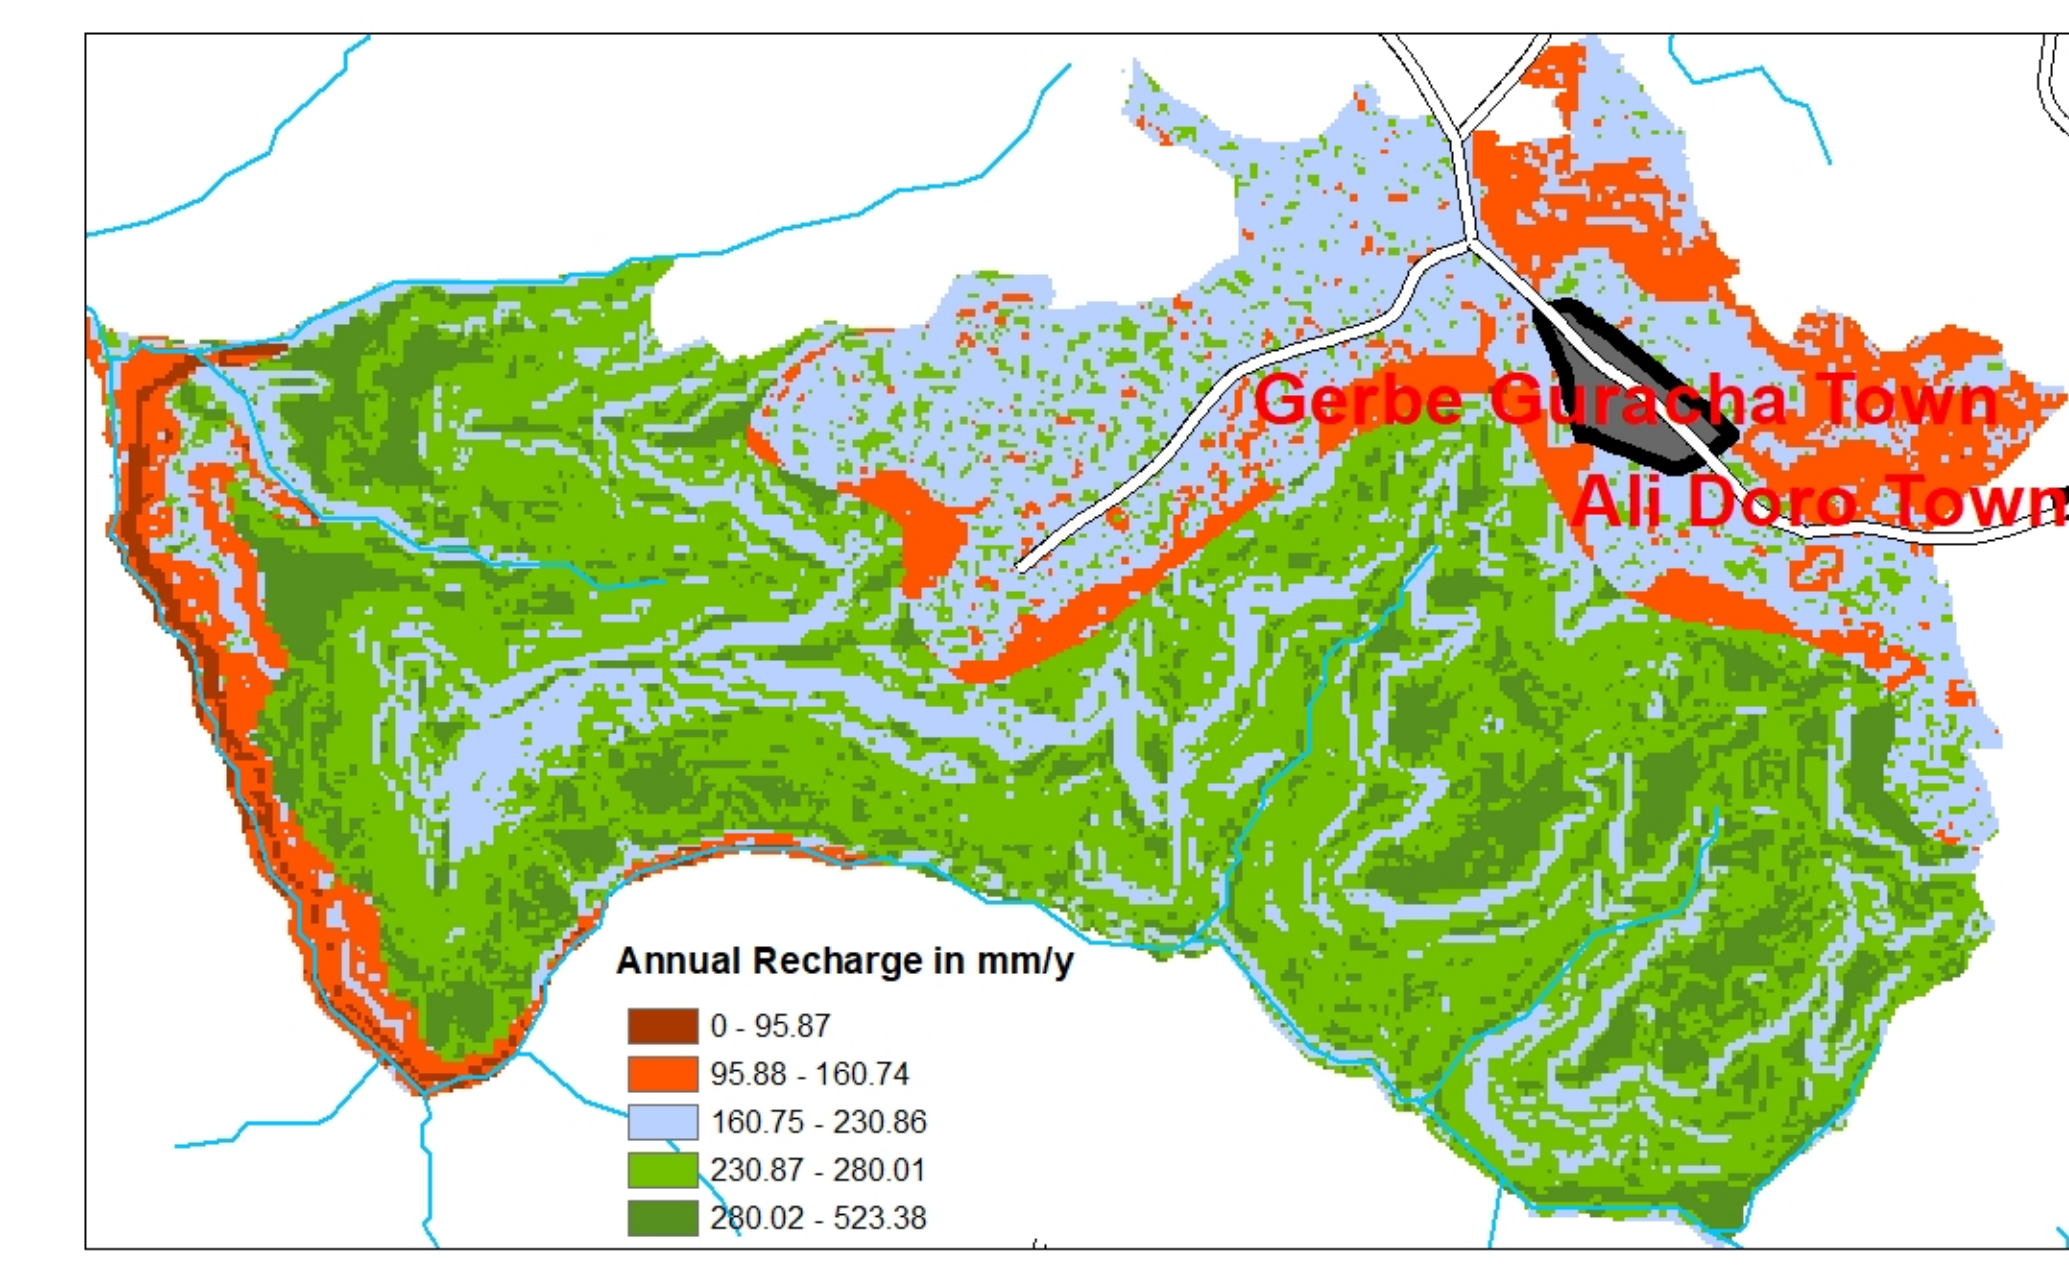 Gerbe Guracha Town
Ali Doro Town
Annual Recharge in mm/y
0 - 95.87
95.88 - 160.74
160.75 - 230.86
230.87 - 280.01
280.02 - 523.38